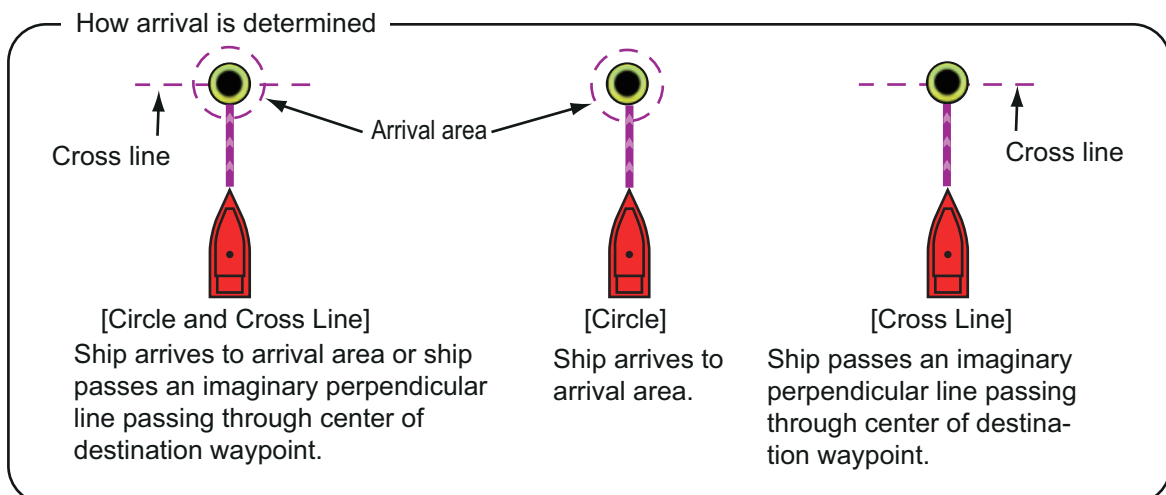 How arrival is determined
Arrival area
Cross line
Cross line
[Circle and Cross Line]
Ship arrives to arrival area or ship
passes an imaginary perpendicular
line passing through center of
destination waypoint.
[Circle]
Ship arrives to
arrival area.
[Cross Line]
Ship passes an imaginary
perpendicular line passing
through center of destina-
tion waypoint.